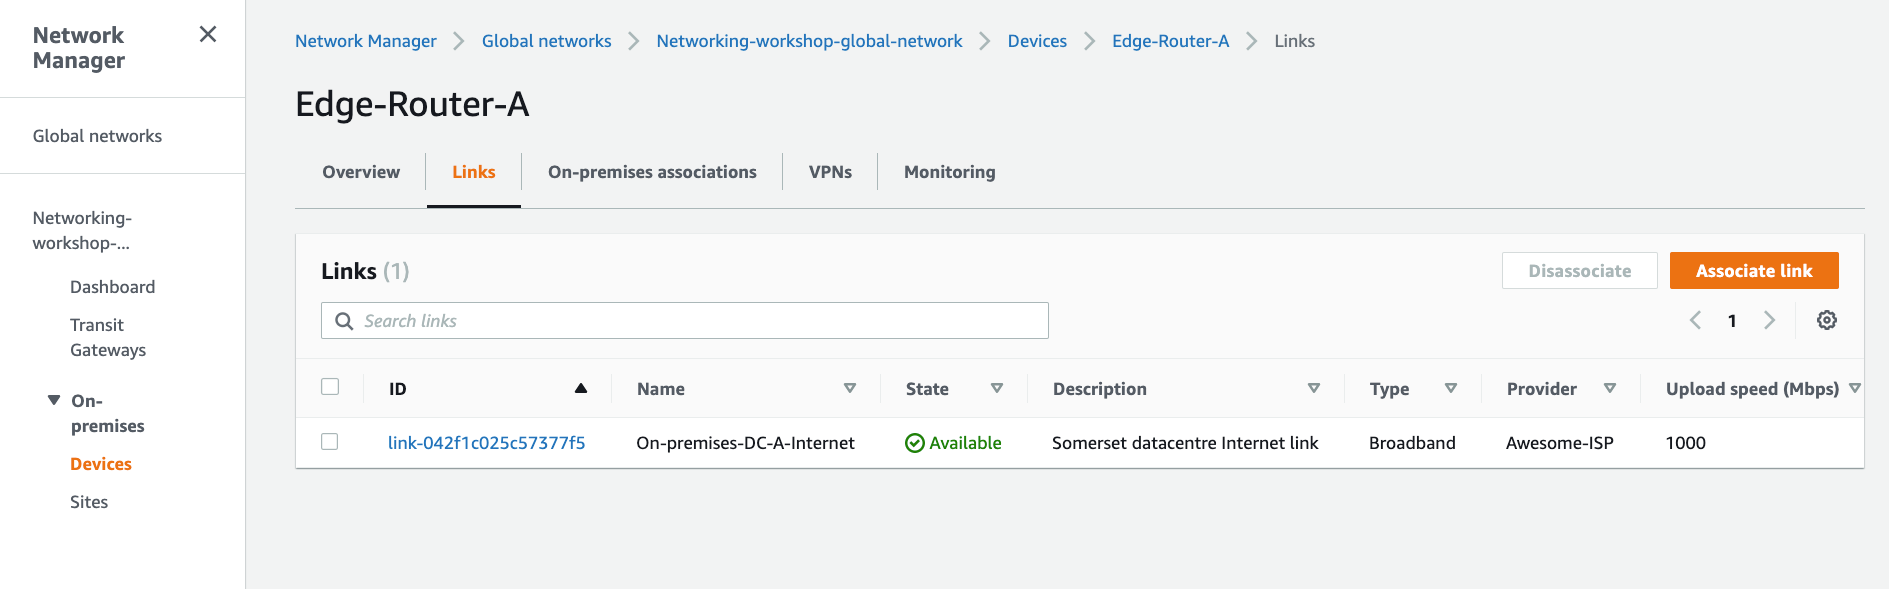 Network
Manager
Global networks
Networking-
workshop-...
Dashboard
Transit
Gateways
On-
premises
Devices
Sites
Network Manager Global networks Networking-workshop-global-network Devices Edge-Router-A Links
Edge-Router-A
Overview Links On-premises associations VPNs Monitoring
Links (1)
Disassociate Associate link
Search links
1
ID Name State Description Type Provider Upload speed (Mbps)
link-042f1c025c57377f5 On-premises-DC-A-Internet Available Somerset datacentre Internet link Broadband Awesome-ISP 1000